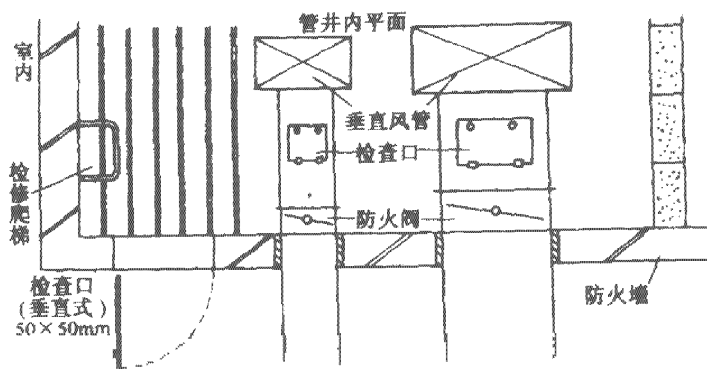 管井内平面
室内
垂直风管
检查口
检修爬梯
防火阀
检查口
(垂直式)
50×50mm
防火墙